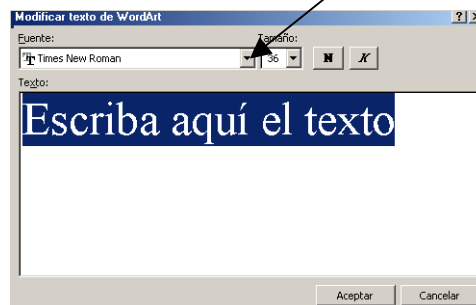 Modificar texto de WordArt
Fuente: Tamaño:
Times New Roman 36 N K
Texto:
Escriba aquí el texto
Aceptar Cancelar